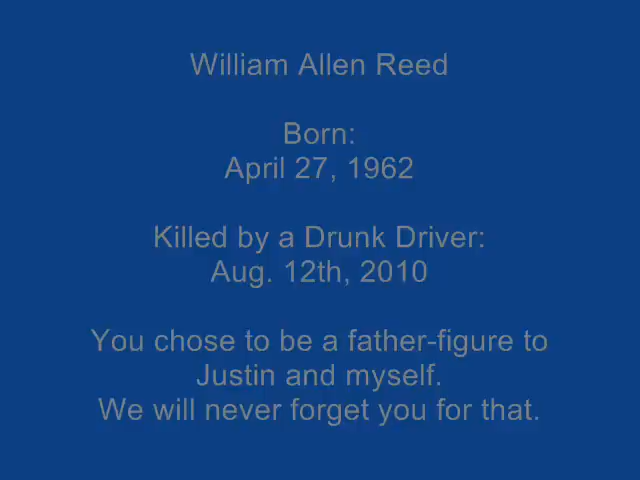 William Allen Reed
Born:
April 27, 1962
Killed by a Drunk Driver:
Aug. 12th, 2010
You chose to be a father-figure to
Justin and myself.
We will never forget you for that.